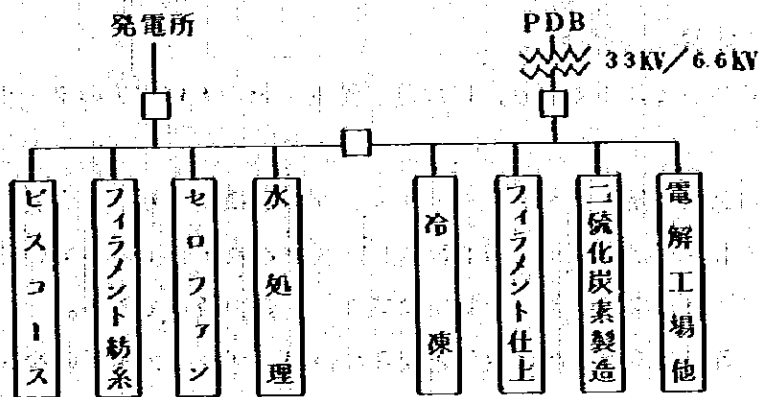 発電所
PDB
33KV/6.6KV
ビスコース
フィラメント紡糸
セロファン
水処理
冷凍
フィラメント仕上
二硫化炭素製造
電解工場他